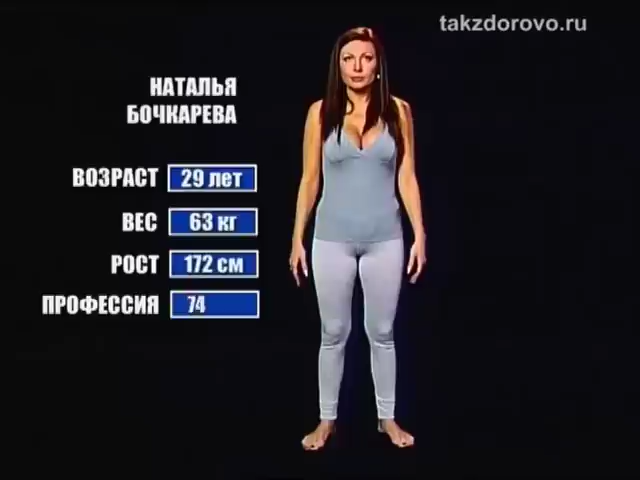 takzdorovo.ru
НАТАЛЬЯ
БОЧКАРЕВА
ВОЗРАСТ 29 лет
ВЕС 63 кг
РОСТ 172 см
ПРОФЕССИЯ 74